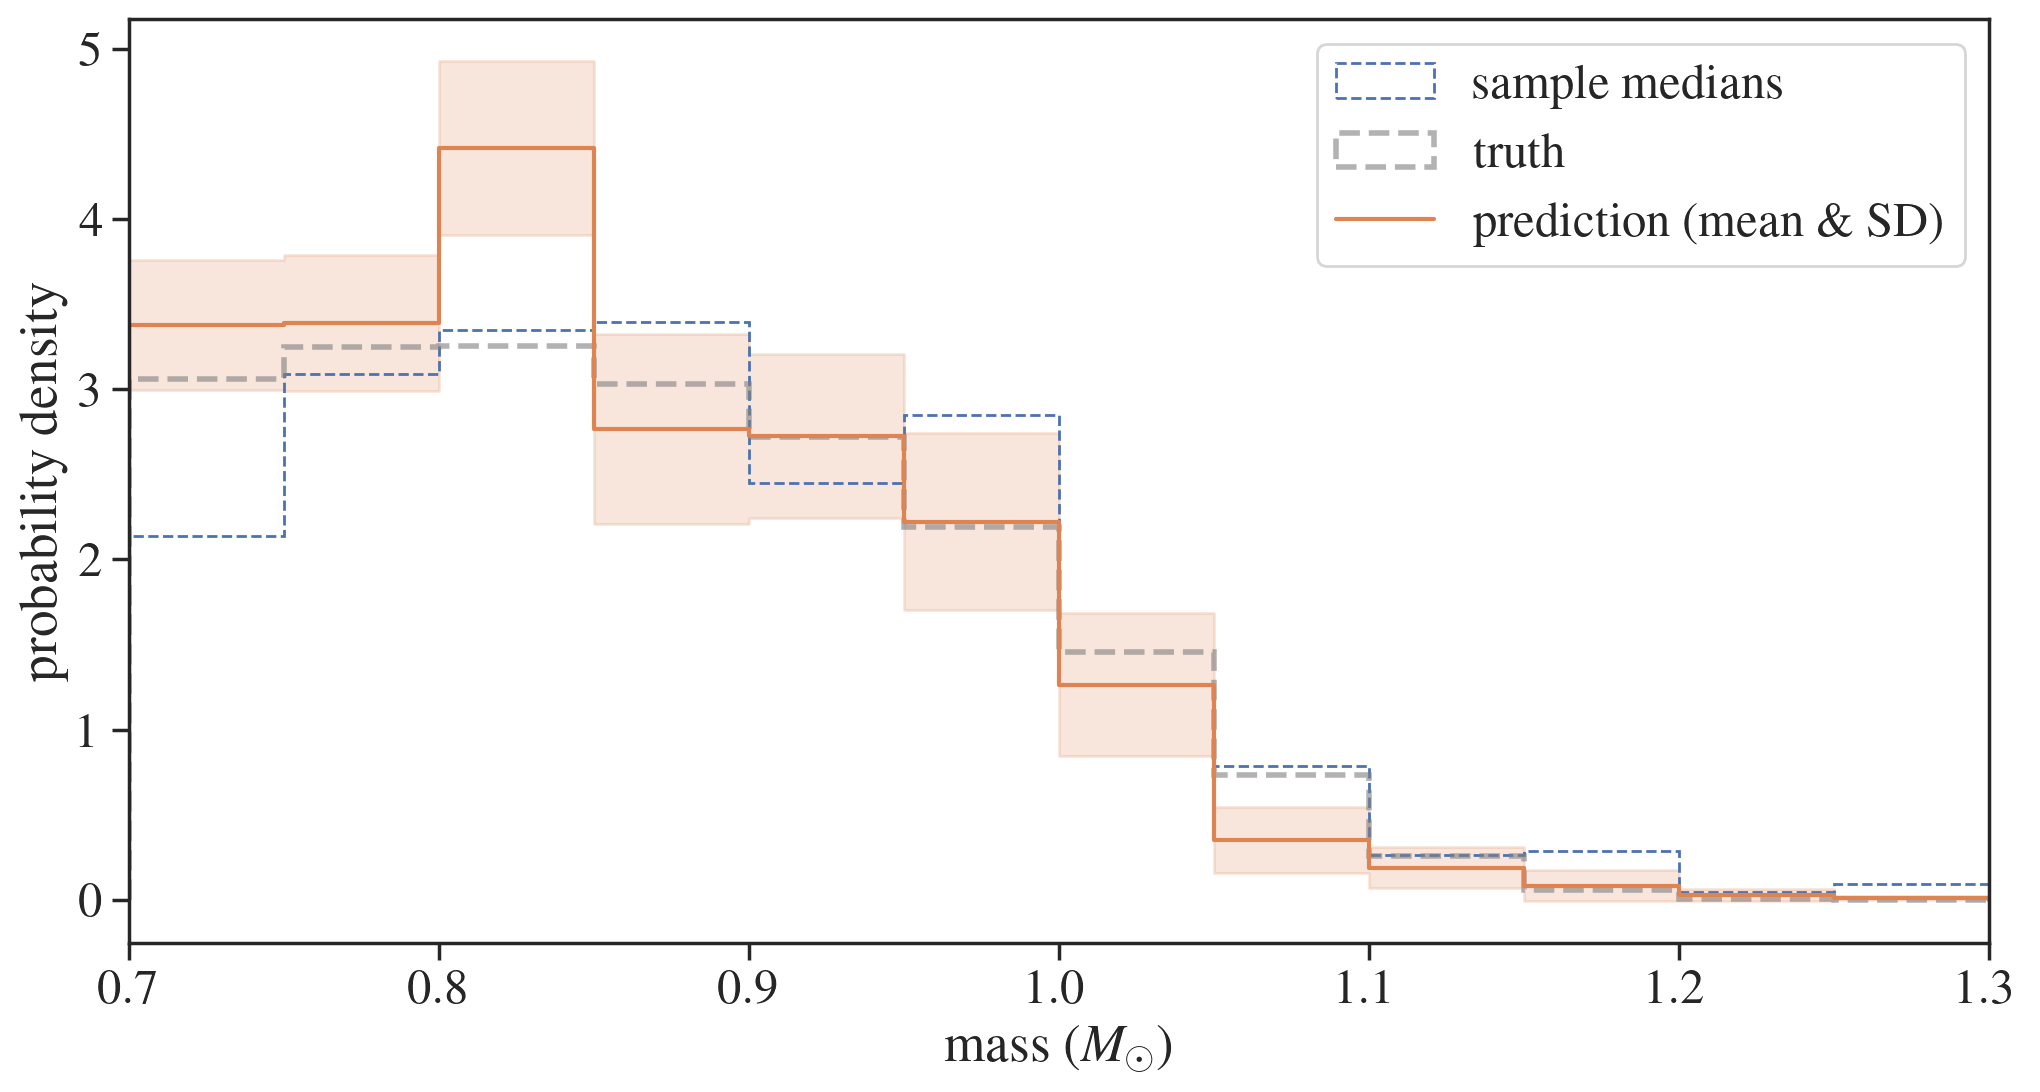 probability density
5
4
3
2
1
0
sample medians
truth
prediction (mean & SD)
0.7 0.8 0.9 1.0 1.1 1.2 1.3
mass (M☉)